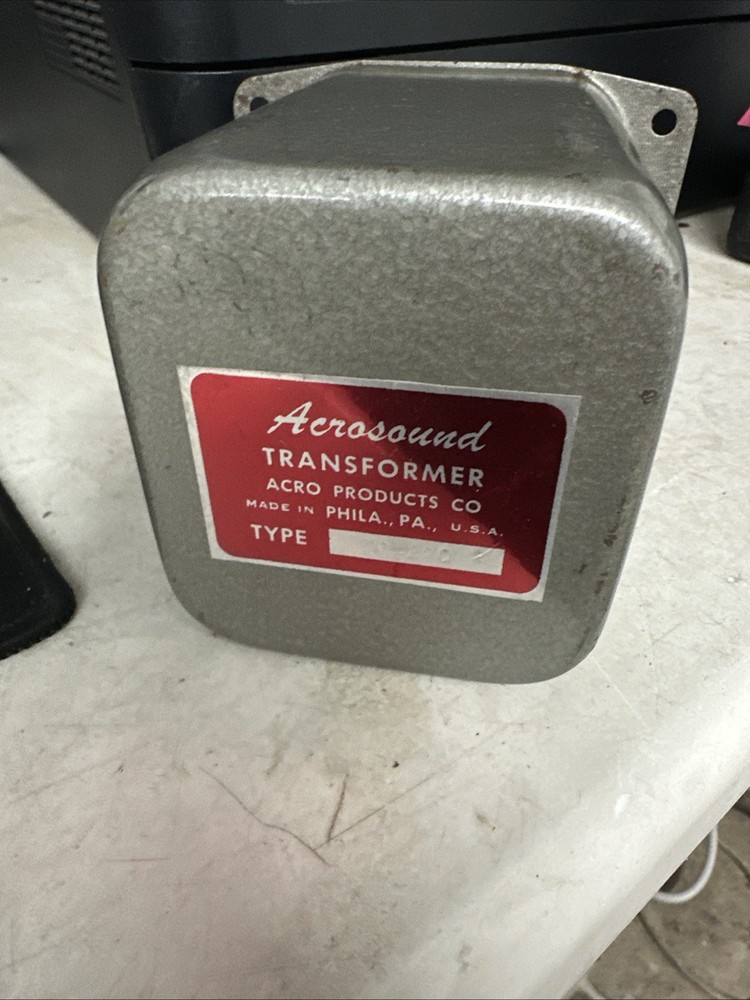 Acrosound
TRANSFORMER
ACRO PRODUCTS CO
MADE IN PHILA., PA., U.S.A.
TYPE